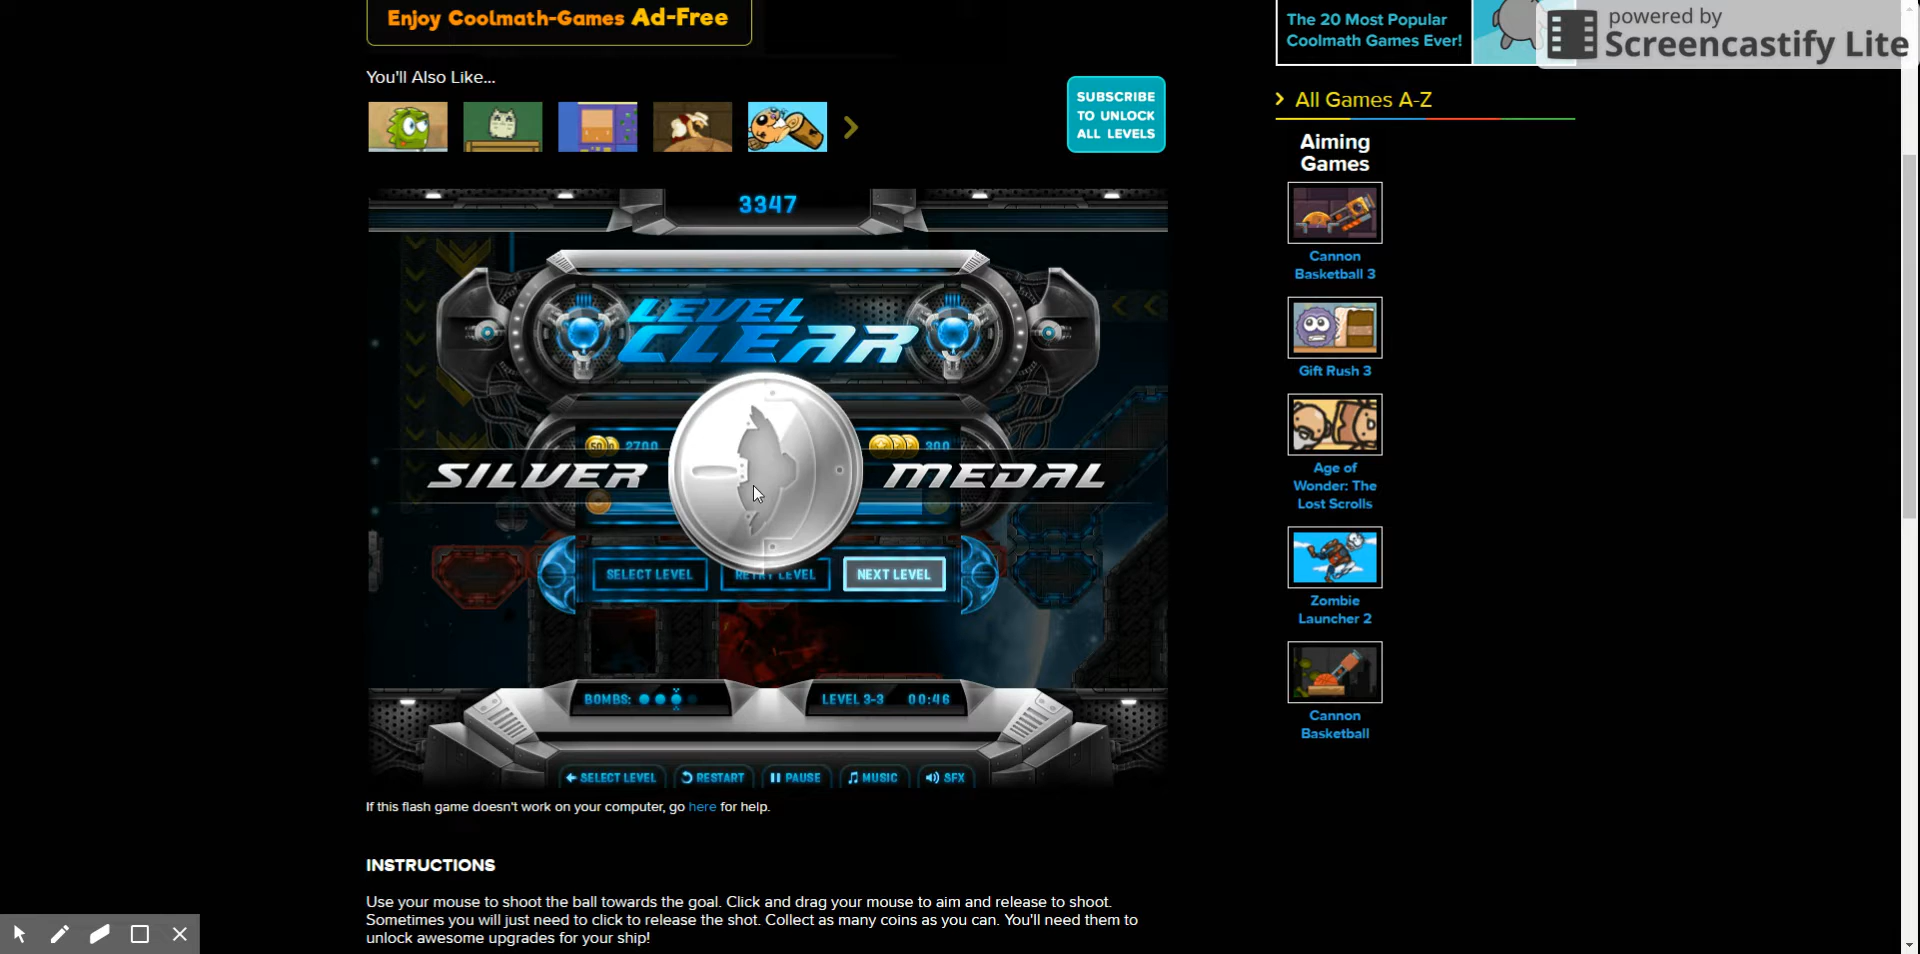 Enjoy Coolmath-Games Ad-Free
The 20 Most Popular
Coolmath Games Ever!
powered by
Screencastify Lite
You'll Also Like...
SUBSCRIBE
TO UNLOCK
ALL LEVELS
All Games A-Z
Aiming
Games
Cannon
Basketball 3
Gift Rush 3
Age of
Wonder: The
Lost Scrolls
Zombie
Launcher 2
Cannon
Basketball
3347
LEVEL
CLEAR
2700
300
SILVER MEDAL
SELECT LEVEL
RETRY LEVEL
NEXT LEVEL
BOMBS:
LEVEL 3-3 00:46
SELECT LEVEL
RESTART
PAUSE
MUSIC
SFX
If this flash game doesn't work on your computer, go here for help.
INSTRUCTIONS
Use your mouse to shoot the ball towards the goal. Click and drag your mouse to aim and release to shoot.
Sometimes you will just need to click to release the shot. Collect as many coins as you can. You'll need them to
unlock awesome upgrades for your ship!